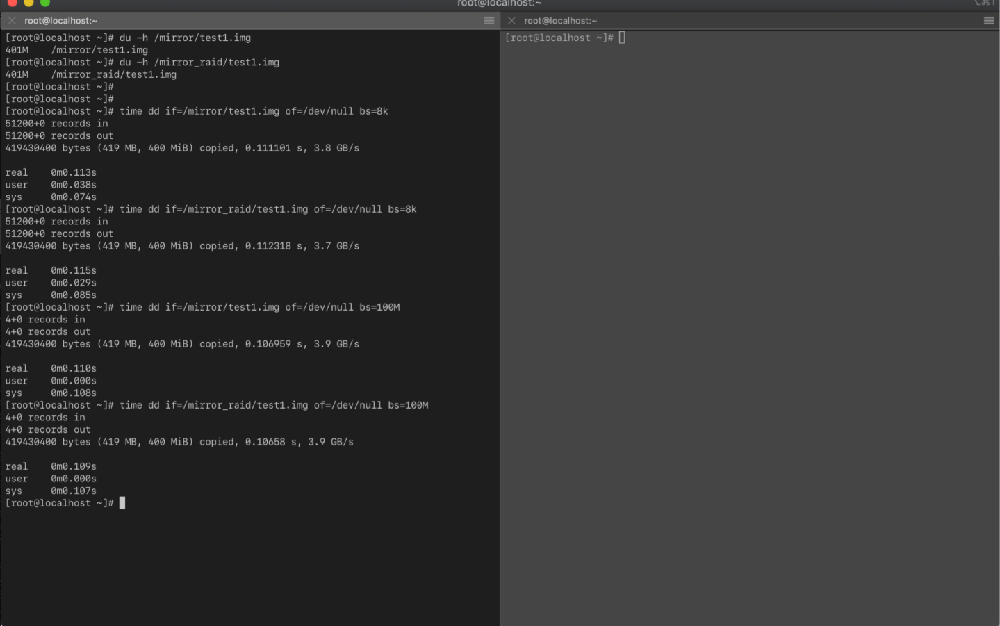 root@localhost:~
root@localhost:~
[root@localhost ~]# du -h /mirror/test1.img
401M    /mirror/test1.img
[root@localhost ~]# du -h /mirror_raid/test1.img
401M    /mirror_raid/test1.img
[root@localhost ~]#
[root@localhost ~]#
[root@localhost ~]# time dd if=/mirror/test1.img of=/dev/null bs=8k
51200+0 records in
51200+0 records out
419430400 bytes (419 MB, 400 MiB) copied, 0.111101 s, 3.8 GB/s
real    0m0.113s
user    0m0.038s
sys     0m0.074s
[root@localhost ~]# time dd if=/mirror_raid/test1.img of=/dev/null bs=8k
51200+0 records in
51200+0 records out
419430400 bytes (419 MB, 400 MiB) copied, 0.112318 s, 3.7 GB/s
real    0m0.115s
user    0m0.029s
sys     0m0.085s
[root@localhost ~]# time dd if=/mirror/test1.img of=/dev/null bs=100M
4+0 records in
4+0 records out
419430400 bytes (419 MB, 400 MiB) copied, 0.106959 s, 3.9 GB/s
real    0m0.110s
user    0m0.000s
sys     0m0.108s
[root@localhost ~]# time dd if=/mirror_raid/test1.img of=/dev/null bs=100M
4+0 records in
4+0 records out
419430400 bytes (419 MB, 400 MiB) copied, 0.10658 s, 3.9 GB/s
real    0m0.109s
user    0m0.000s
sys     0m0.107s
[root@localhost ~]#
root@localhost:~
[root@localhost ~]#